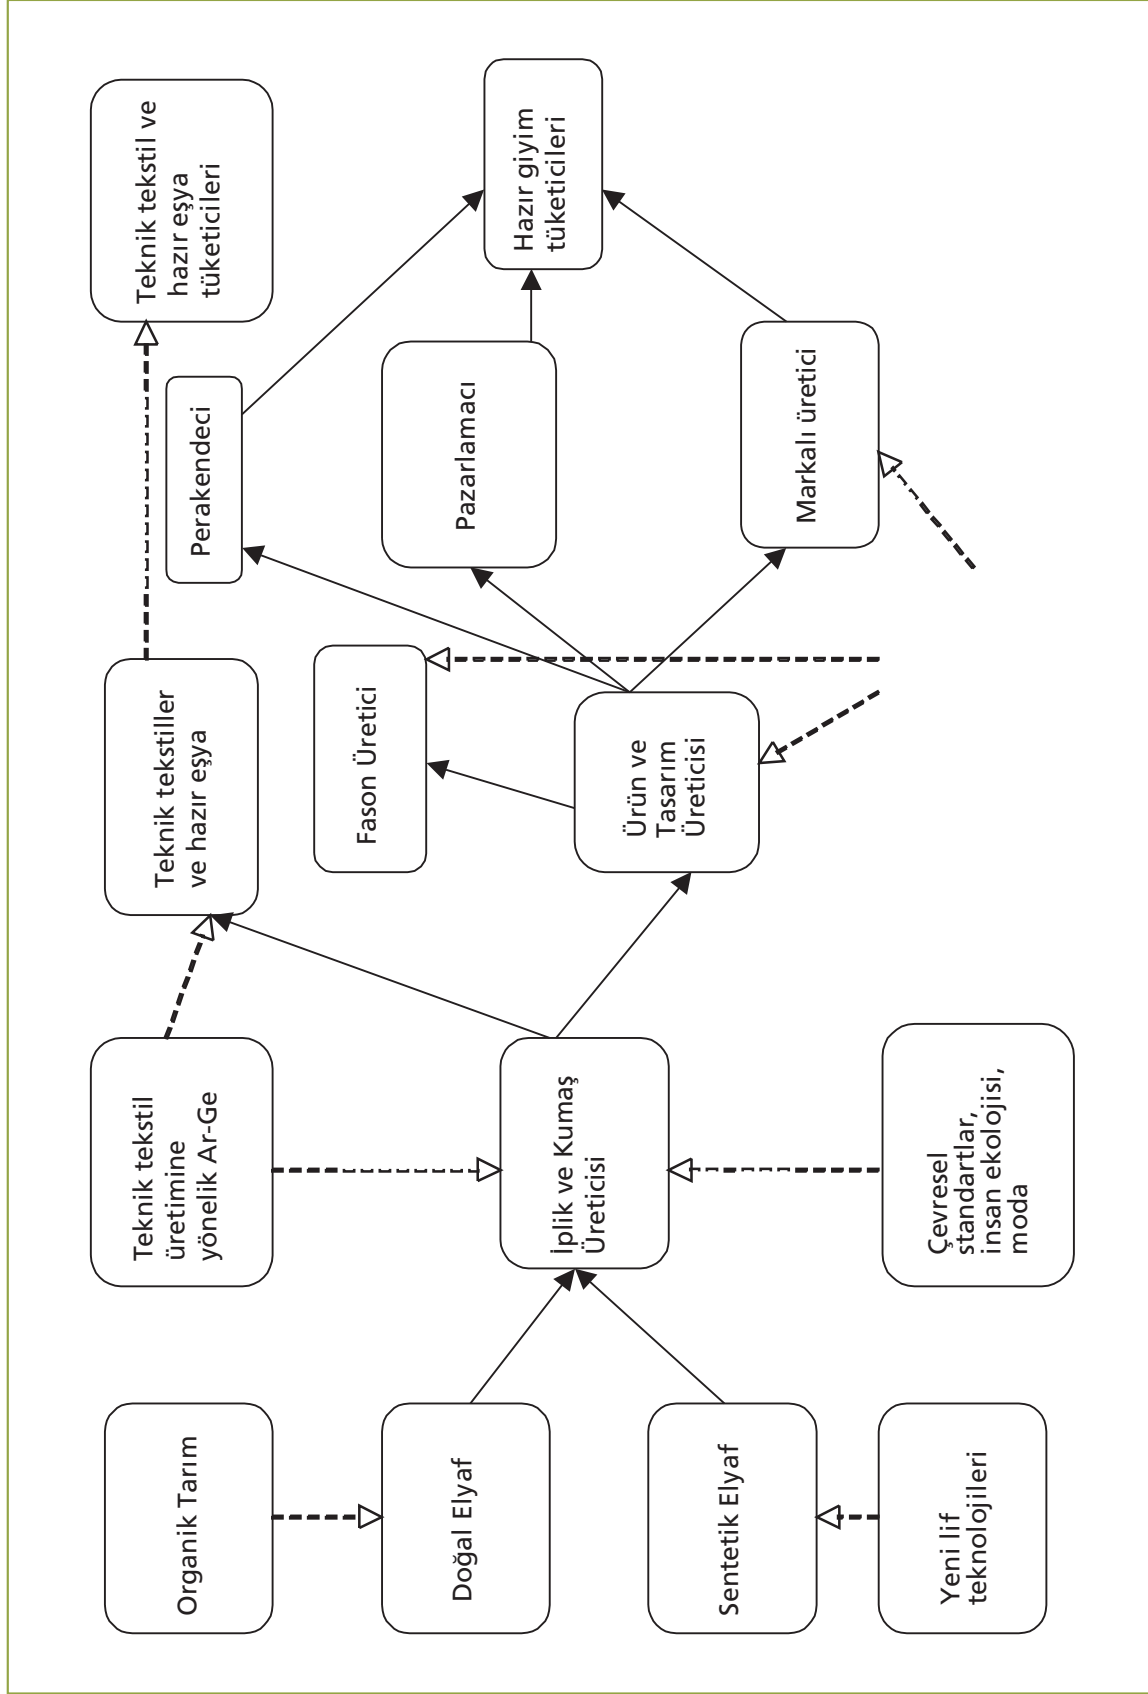 Organik Tarım
Doğal Elyaf
Sentetik Elyaf
Yeni lif
teknolojileri
Teknik tekstil
üretimine
yönelik Ar-Ge
İplik ve Kumaş
Üreticisi
Çevresel
standartlar,
insan ekolojisi,
moda
Teknik tekstiller
ve hazır eşya
Fason Üretici
Ürün ve
Tasarım
Üreticisi
Perakendeci
Pazarlamacı
Markalı üretici
Teknik tekstil ve
hazır eşya
tüketicileri
Hazır giyim
tüketicileri